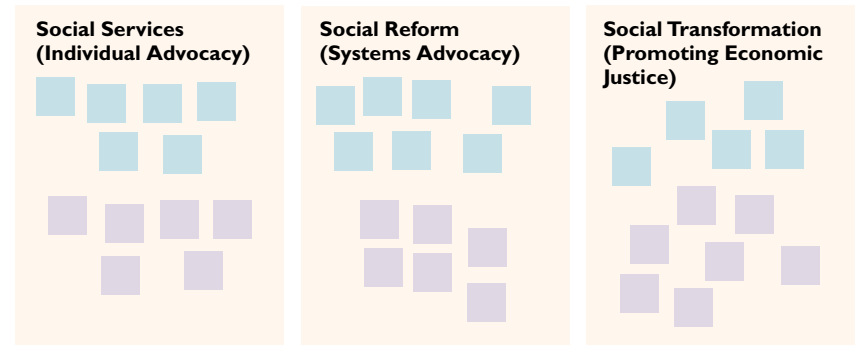 Social Services
(Individual Advocacy)
Social Reform
(Systems Advocacy)
Social Transformation
(Promoting Economic
Justice)